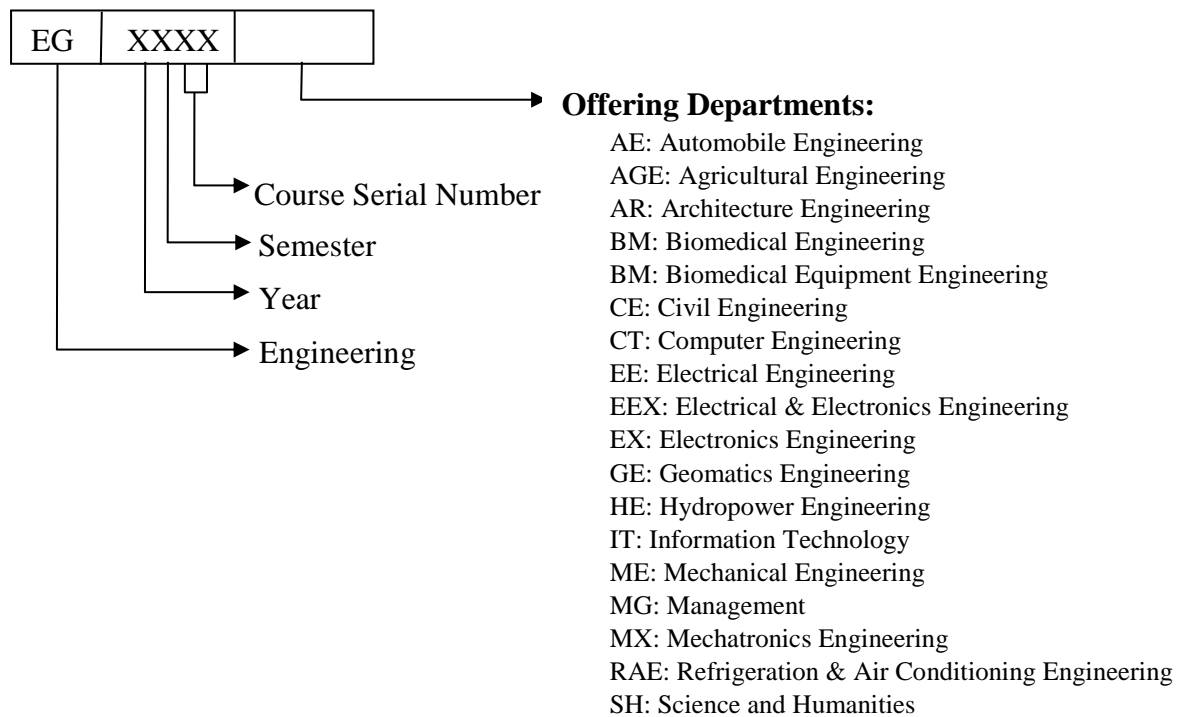 EG XXXX
Offering Departments:
AE: Automobile Engineering
AGE: Agricultural Engineering
AR: Architecture Engineering
BM: Biomedical Engineering
BM: Biomedical Equipment Engineering
CE: Civil Engineering
CT: Computer Engineering
EE: Electrical Engineering
EEX: Electrical & Electronics Engineering
EX: Electronics Engineering
GE: Geomatics Engineering
HE: Hydropower Engineering
IT: Information Technology
ME: Mechanical Engineering
MG: Management
MX: Mechatronics Engineering
RAE: Refrigeration & Air Conditioning Engineering
SH: Science and Humanities
Course Serial Number
Semester
Year
Engineering